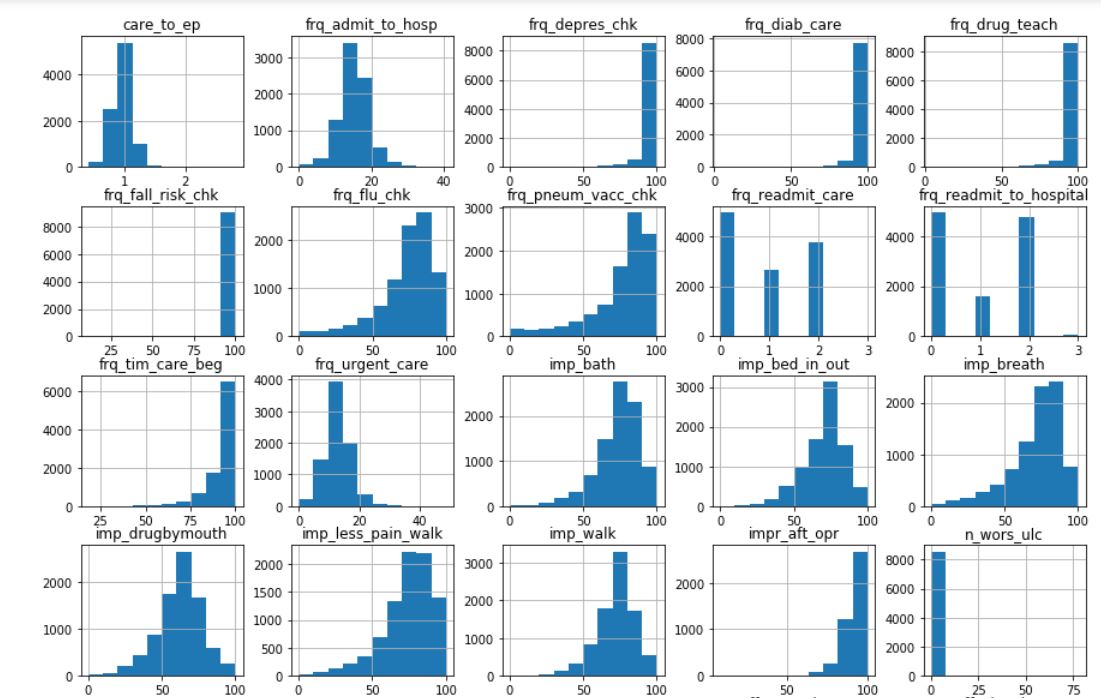 care_to_ep frq_admit_to_hosp frq_depres_chk frq_diab_care frq_drug_teach
4000 2000 0 1 2
3000 2000 1000 0 0 20 40
8000 6000 4000 2000 0 0 50 100
8000 6000 4000 2000 0 0 50 100
8000 6000 4000 2000 0 0 50 100
frq_fall_risk_chk frq_flu_chk frq_pneum_vacc_chk frq_readmit_care frq_readmit_to_hospital
8000 6000 4000 2000 0 25 50 75 100
2000 1000 0 0 50 100
3000 2000 1000 0 0 50 100
4000 2000 0 0 1 2 3
4000 2000 0 0 1 2 3
frq_tim_care_beg frq_urgent_care imp_bath imp_bed_in_out imp_breath
6000 4000 2000 0 25 50 75 100
4000 3000 2000 1000 0 0 20 40
2000 1000 0 0 50 100
3000 2000 1000 0 50 100
2000 1000 0 0 50 100
imp_drugbymouth imp_less_pain_walk imp_walk impr_aft_opr n_wors_ulc
2000 1000 0 0 50 100
2000 1500 1000 500 0 0 50 100
3000 2000 1000 0 0 50 100
2000 1000 0 50 100
8000 6000 4000 2000 0 0 25 50 75